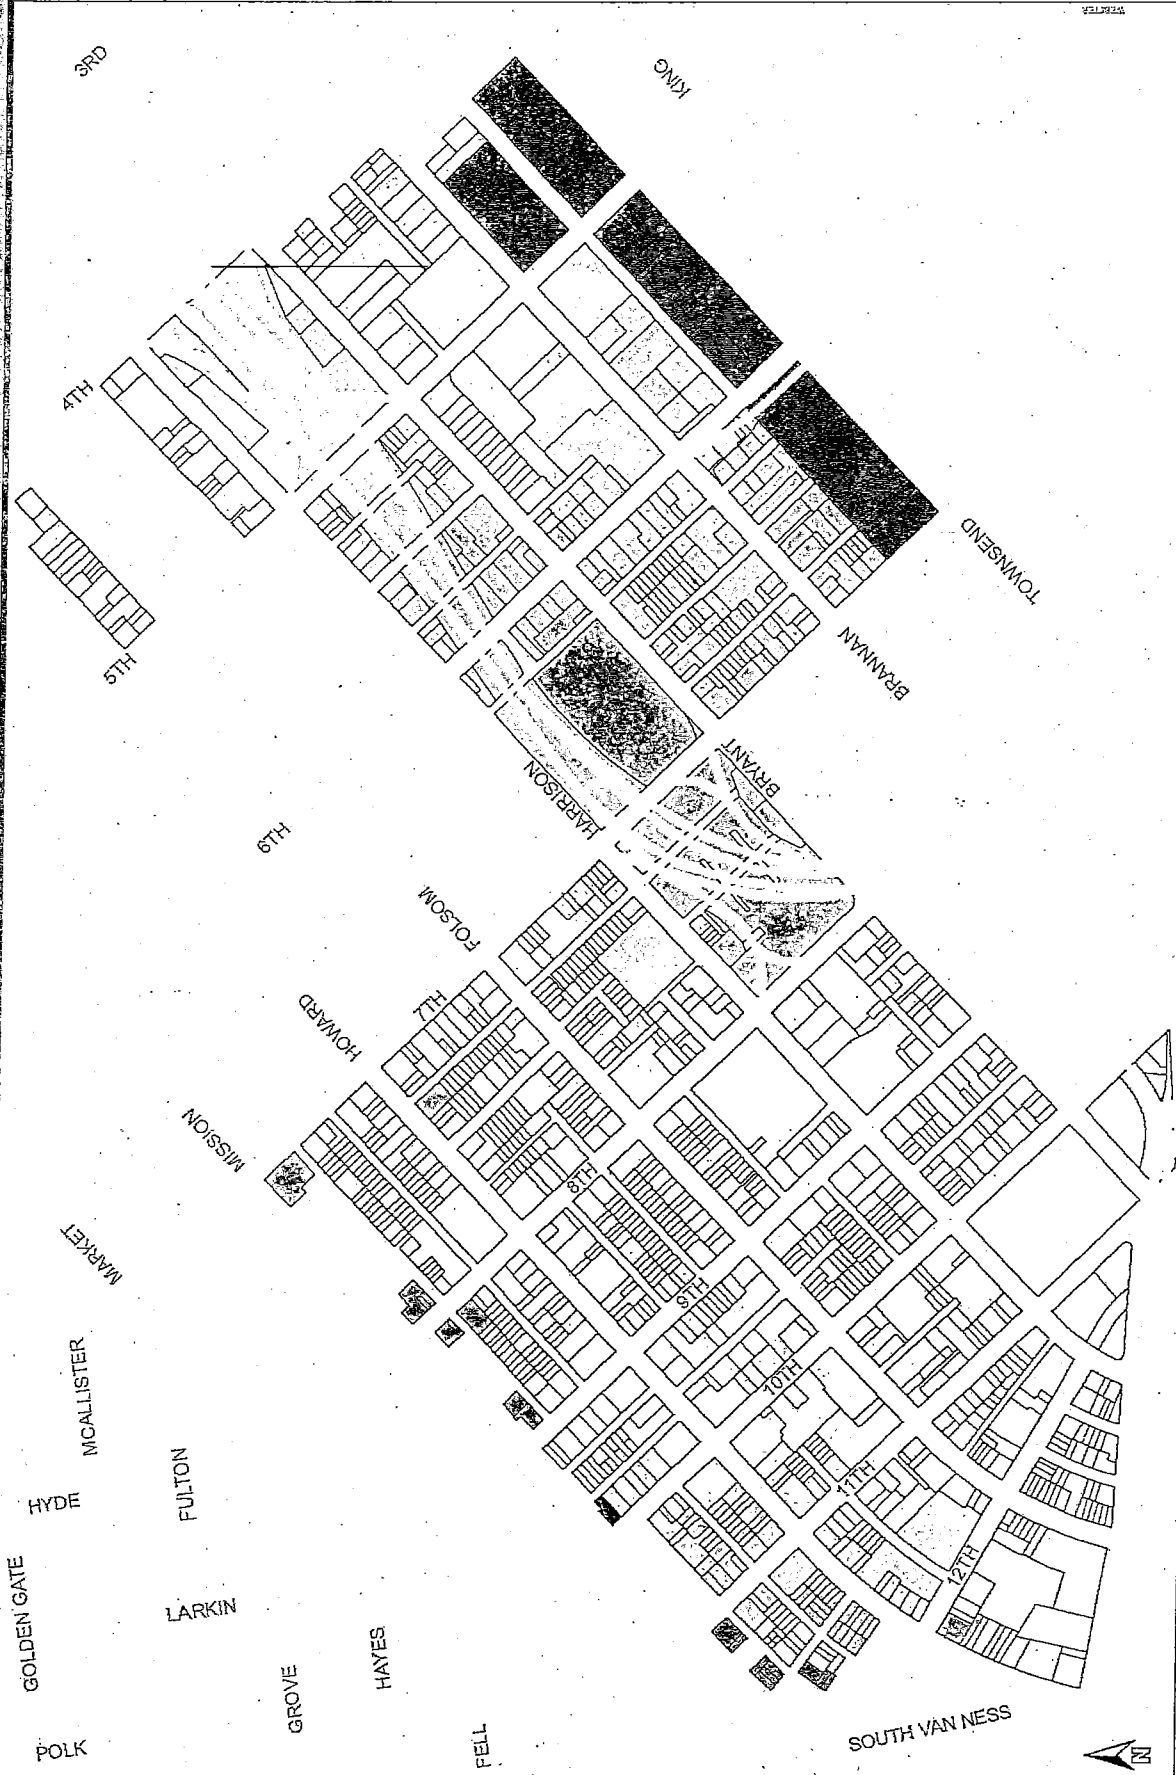 3RD
KING
4TH
5TH
TOWNSEND
BRANNAN
BRYANT
HARRISON
6TH
FOLSOM
7TH
HOWARD
MISSION
8TH
MARKET
9TH
MCALLISTER
10TH
HYDE
FULTON
11TH
GOLDEN GATE
LARKIN
12TH
HAYES
GROVE
POLK
FELL
SOUTH VAN NESS
N